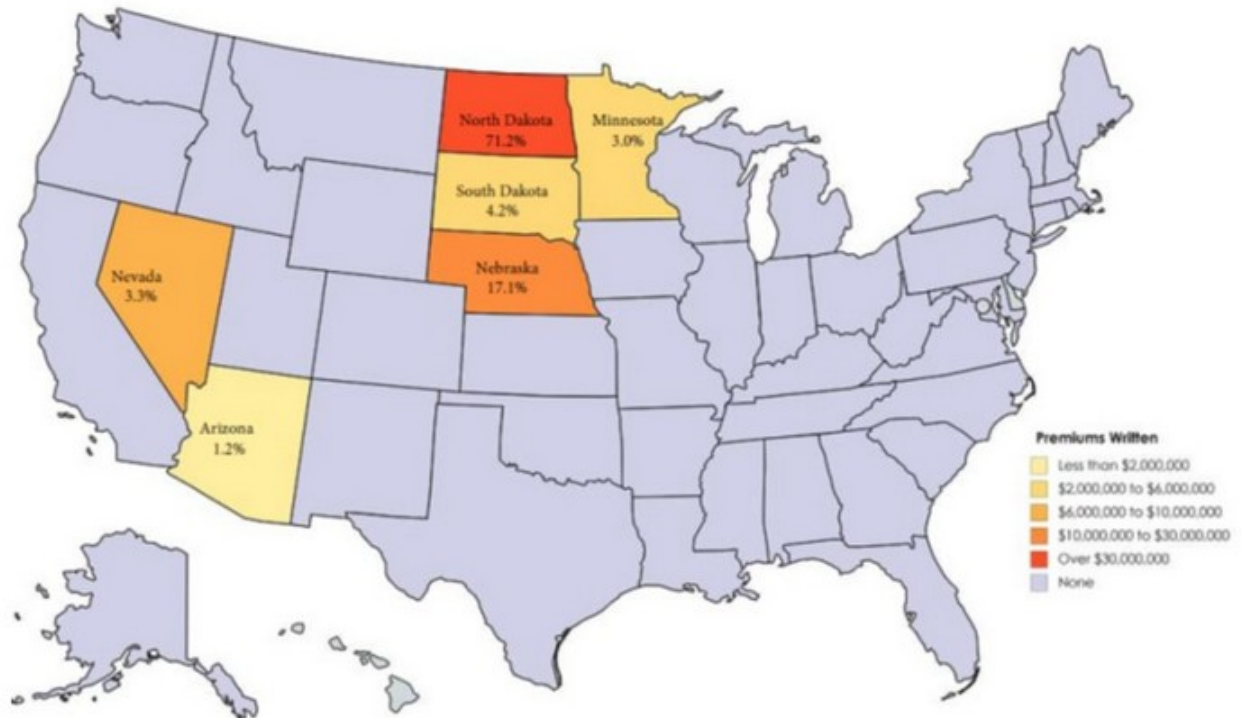 North Dakota
71.2%
Minnesota
3.0%
South Dakota
4.2%
Nebraska
17.1%
Nevada
3.3%
Arizona
1.2%
Premiums Written
Less than $2,000,000
$2,000,000 to $6,000,000
$6,000,000 to $10,000,000
$10,000,000 to $30,000,000
Over $30,000,000
None